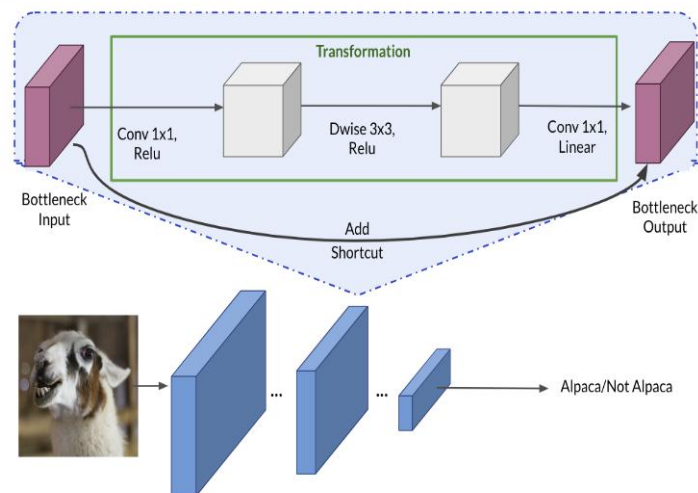 Transformation
Conv 1x1,
Relu
Dwise 3x3,
Relu
Conv 1x1,
Linear
Bottleneck
Input
Add
Shortcut
Bottleneck
Output
...
...
Alpaca/Not Alpaca